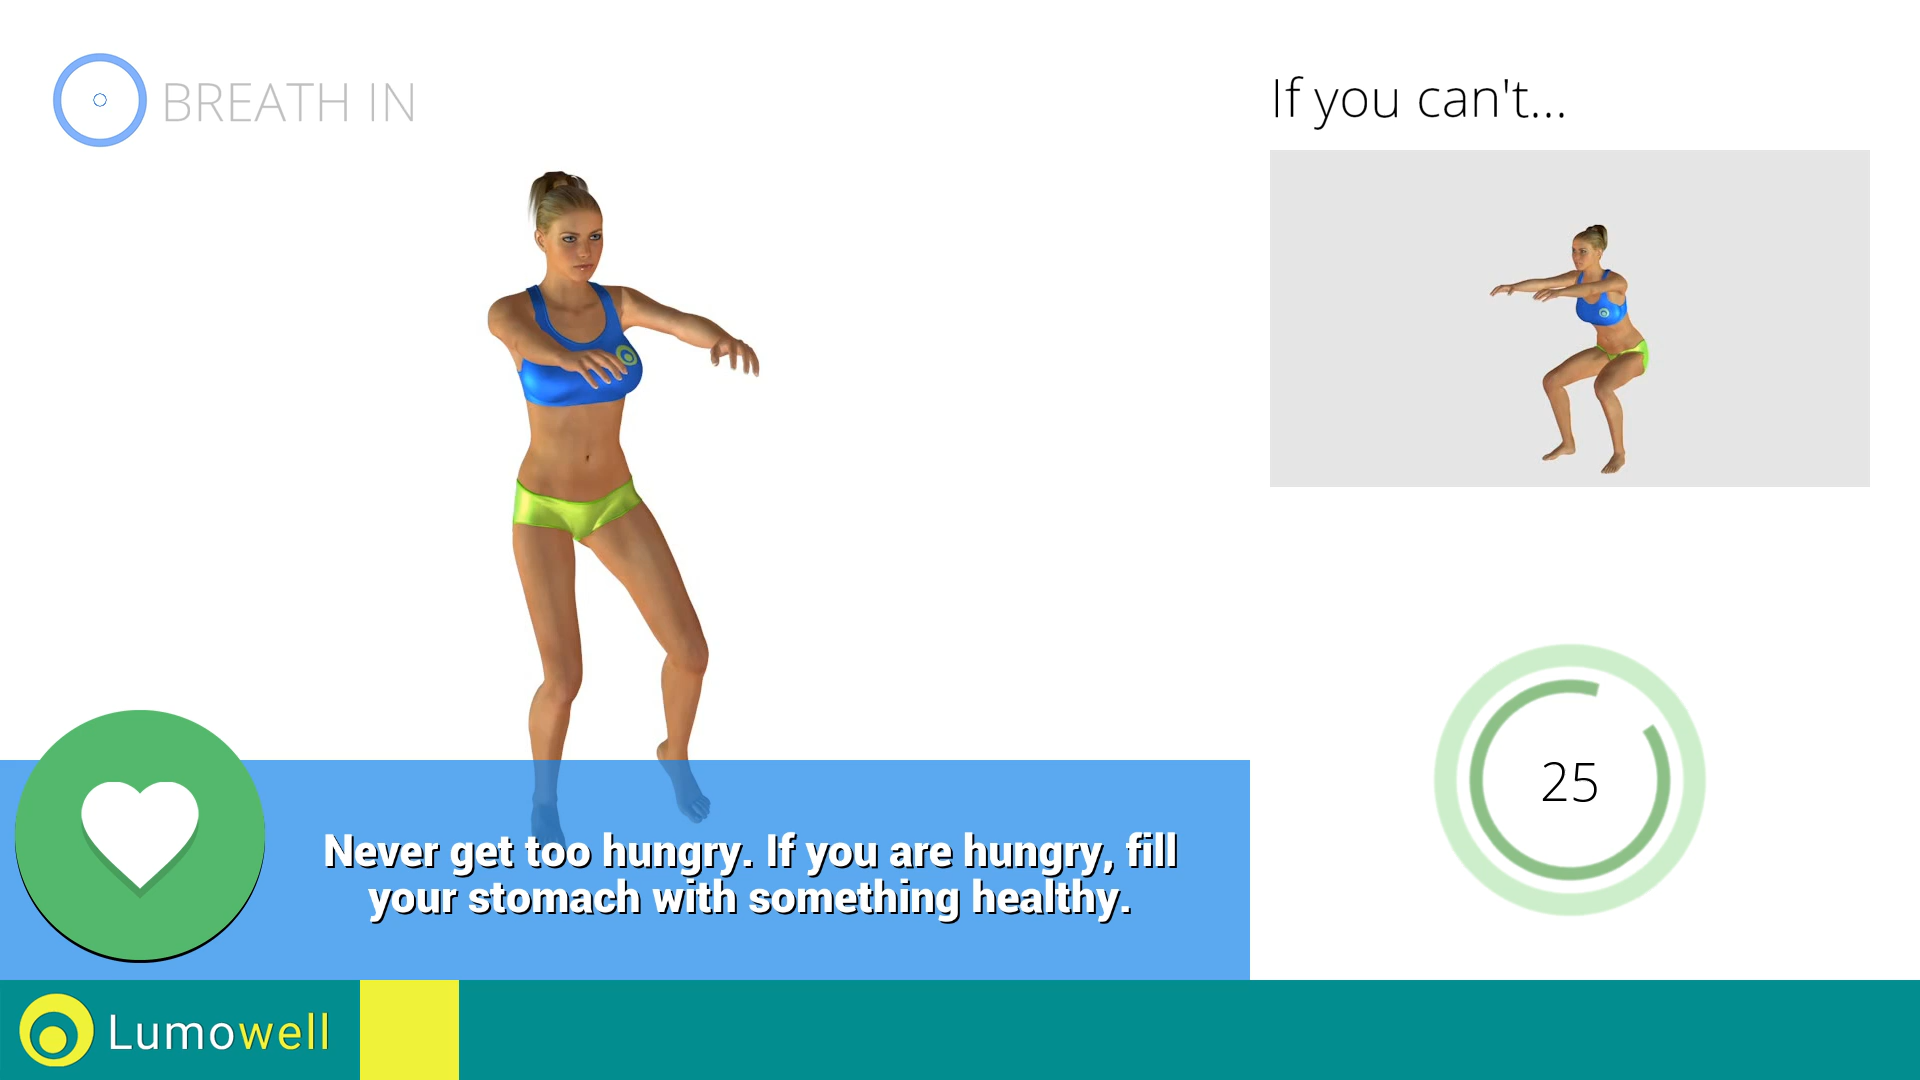 BREATH IN
If you can't...
25
Never get too hungry. If you are hungry, fill
your stomach with something healthy.
Lumowell